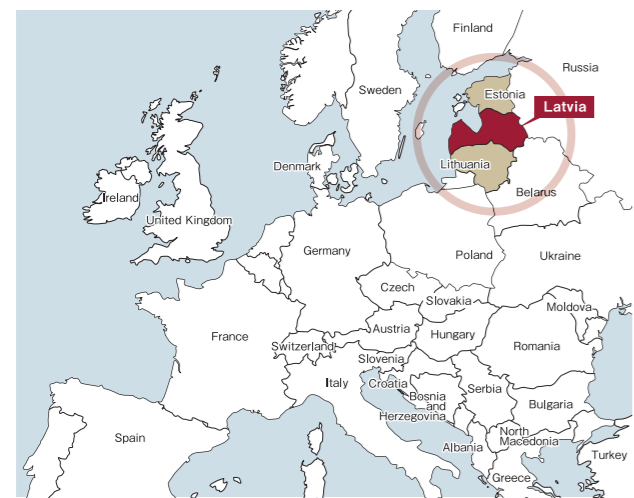 Finland
Russia
Sweden
Estonia
Latvia
Denmark
Lithuania
Ireland
Belarus
United Kingdom
Germany
Poland
Ukraine
Czech
Slovakia
Moldova
France
Austria
Hungary
Switzerland
Romania
Slovenia
Italy
Croatia
Serbia
Bosnia
and
Herzegovina
Bulgaria
Spain
North
Macedonia
Albania
Turkey
Greece